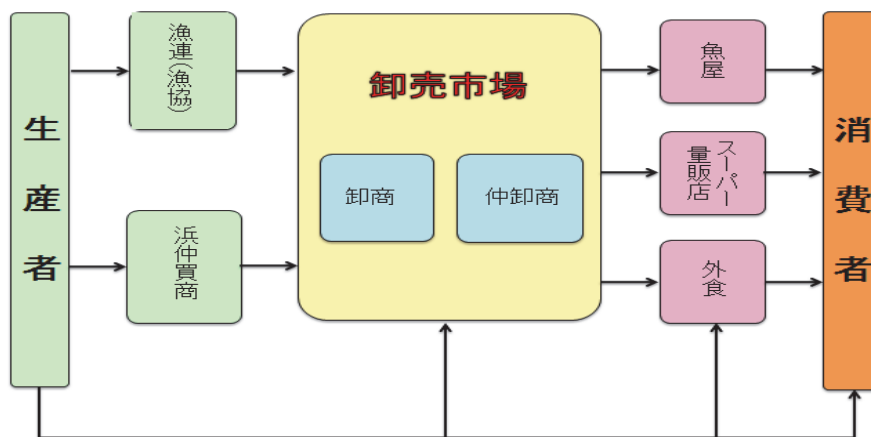 生産者
漁連(漁協)
浜仲買商
卸売市場
卸商
仲卸商
魚屋
スーパー
量販店
外食
消費者